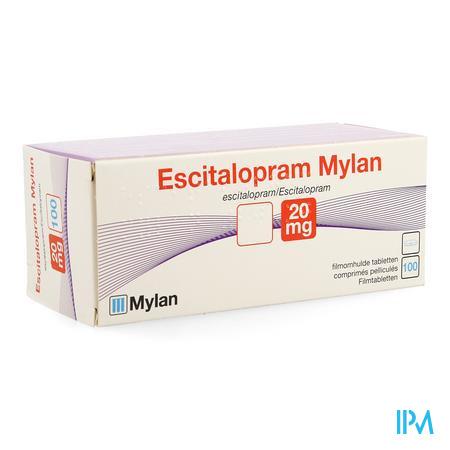 Escitalopram Mylan
escitalopram/Escitalopram
20 mg
filmomhulde tabletten
comprimés pelliculés
Filmtabletten
100
Mylan
Escitalopram Mylan
20 mg
100
IPM